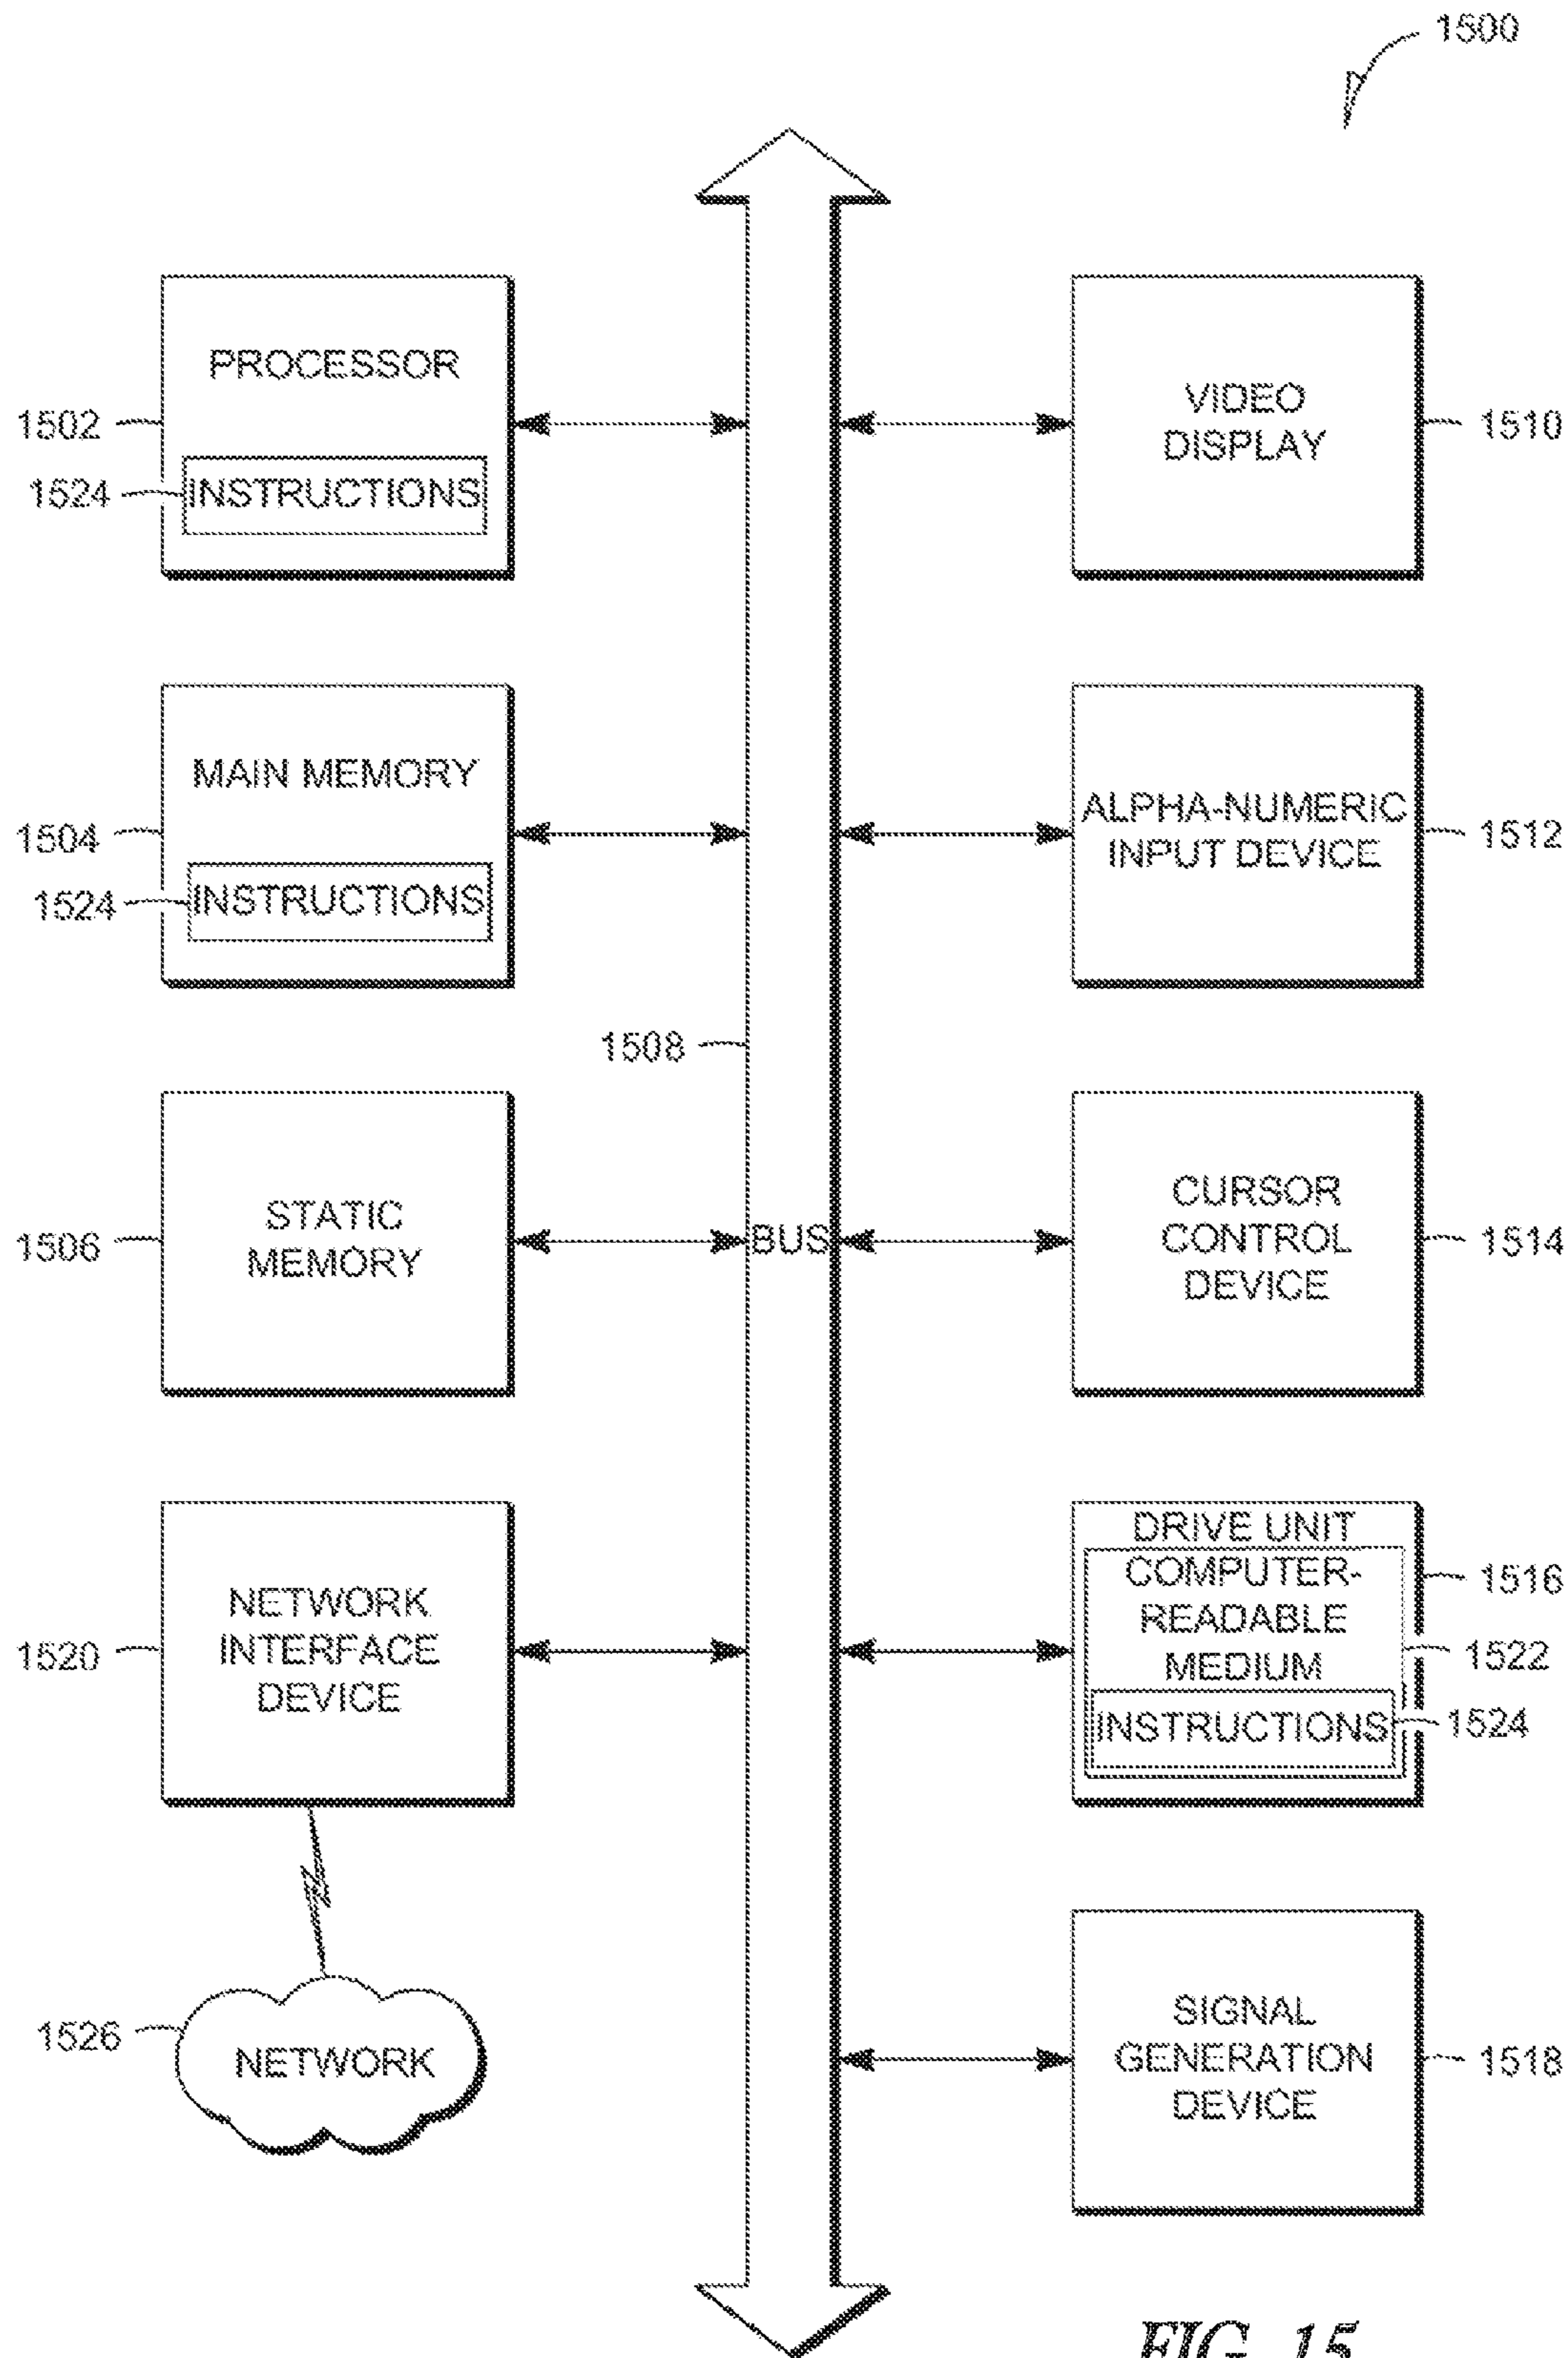 1500
PROCESSOR
1502
1524
INSTRUCTIONS
VIDEO
DISPLAY
1510
MAIN MEMORY
1504
1524
INSTRUCTIONS
ALPHA-NUMERIC
INPUT DEVICE
1512
1508
STATIC
MEMORY
1506
BUS
CURSOR
CONTROL
DEVICE
1514
NETWORK
INTERFACE
DEVICE
1520
DRIVE UNIT
COMPUTER-
READABLE
MEDIUM
1516
1522
INSTRUCTIONS
1524
1526
NETWORK
SIGNAL
GENERATION
DEVICE
1518
FIG. 15